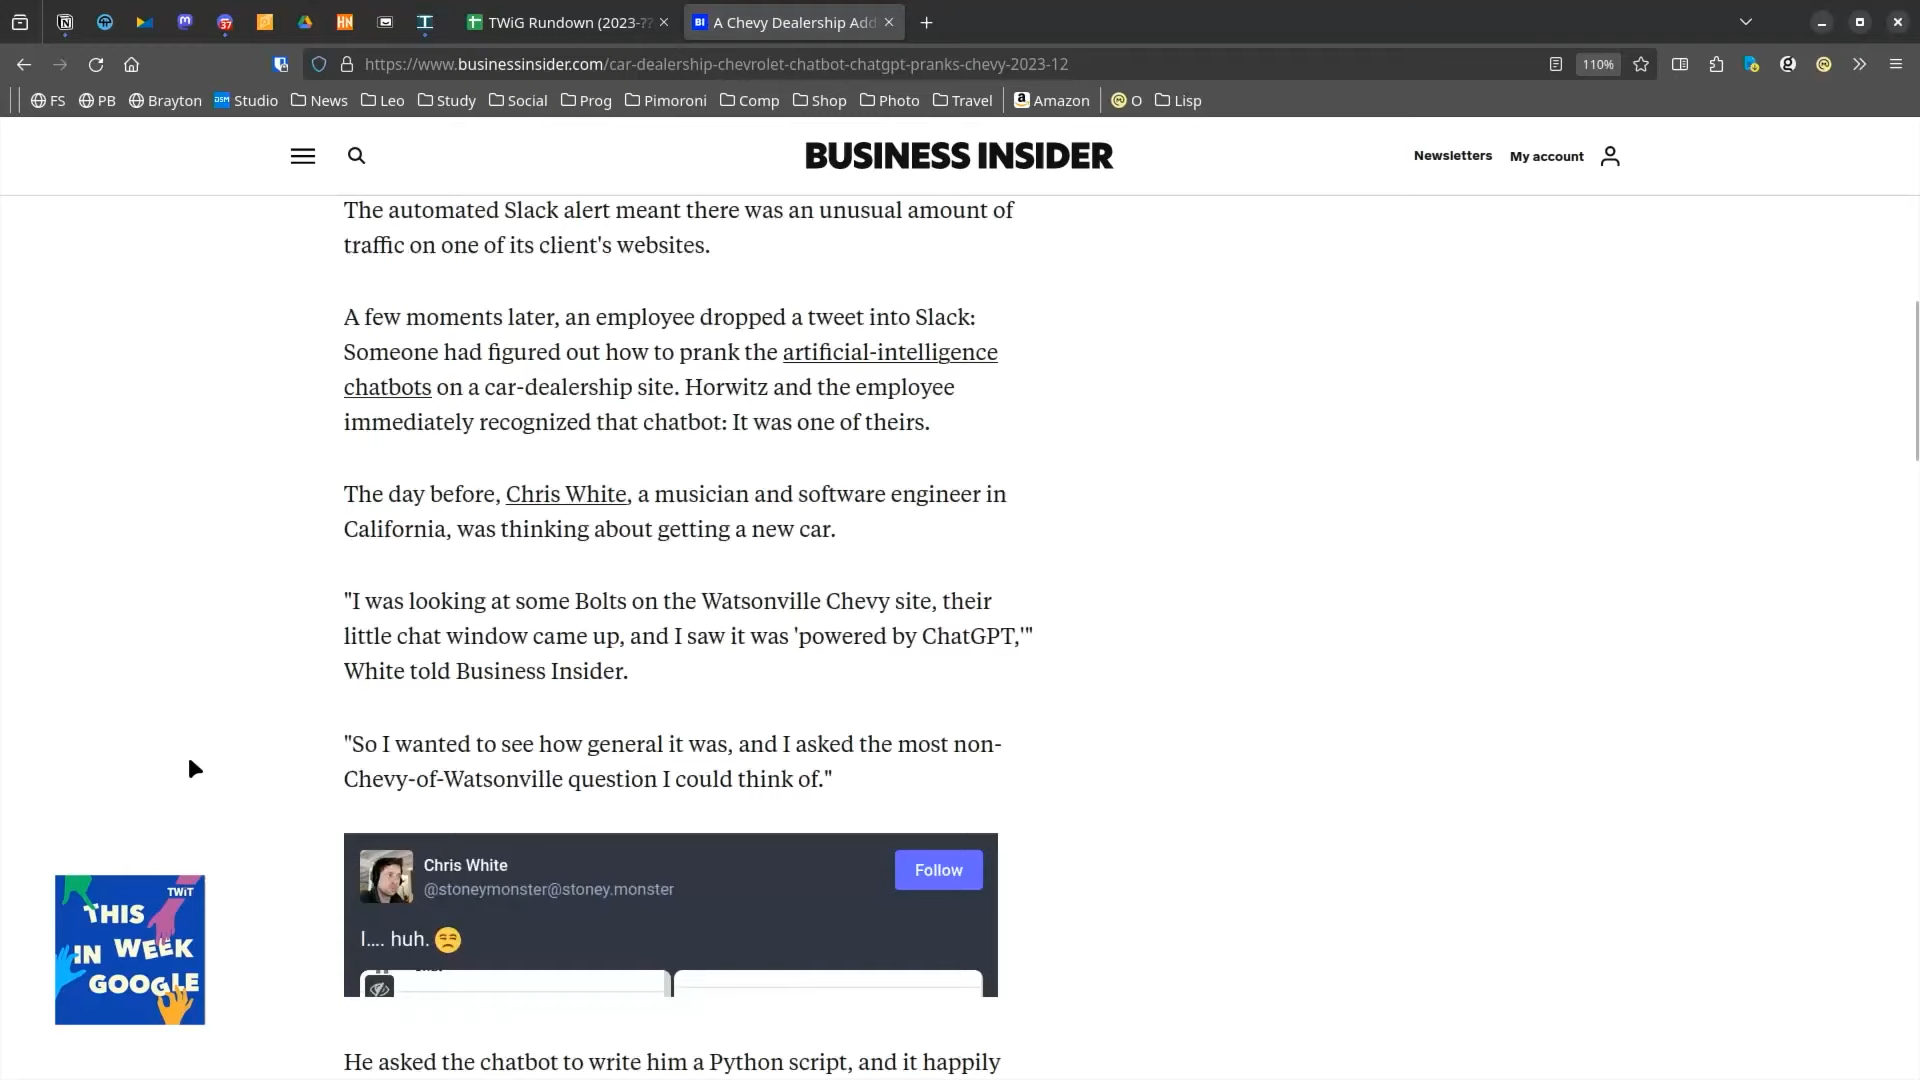 TWiG Rundown (2023-??
A Chevy Dealership Add
https://www.businessinsider.com/car-dealership-chevrolet-chatbot-chatgpt-pranks-chevy-2023-12
110%
FS
PB
Brayton
DSM Studio
News
Leo
Study
Social
Prog
Pimoroni
Comp
Shop
Photo
Travel
Amazon
O
Lisp
BUSINESS INSIDER
Newsletters
My account
The automated Slack alert meant there was an unusual amount of
traffic on one of its client's websites.
A few moments later, an employee dropped a tweet into Slack:
Someone had figured out how to prank the artificial-intelligence
chatbots on a car-dealership site. Horwitz and the employee
immediately recognized that chatbot: It was one of theirs.
The day before, Chris White, a musician and software engineer in
California, was thinking about getting a new car.
"I was looking at some Bolts on the Watsonville Chevy site, their
little chat window came up, and I saw it was 'powered by ChatGPT,'"
White told Business Insider.
"So I wanted to see how general it was, and I asked the most non-
Chevy-of-Watsonville question I could think of."
Chris White
@stoneymonster@stoney.monster
Follow
I.... huh. 😒
TWiT
THIS
IN WEEK
GOOGLE
He asked the chatbot to write him a Python script, and it happily